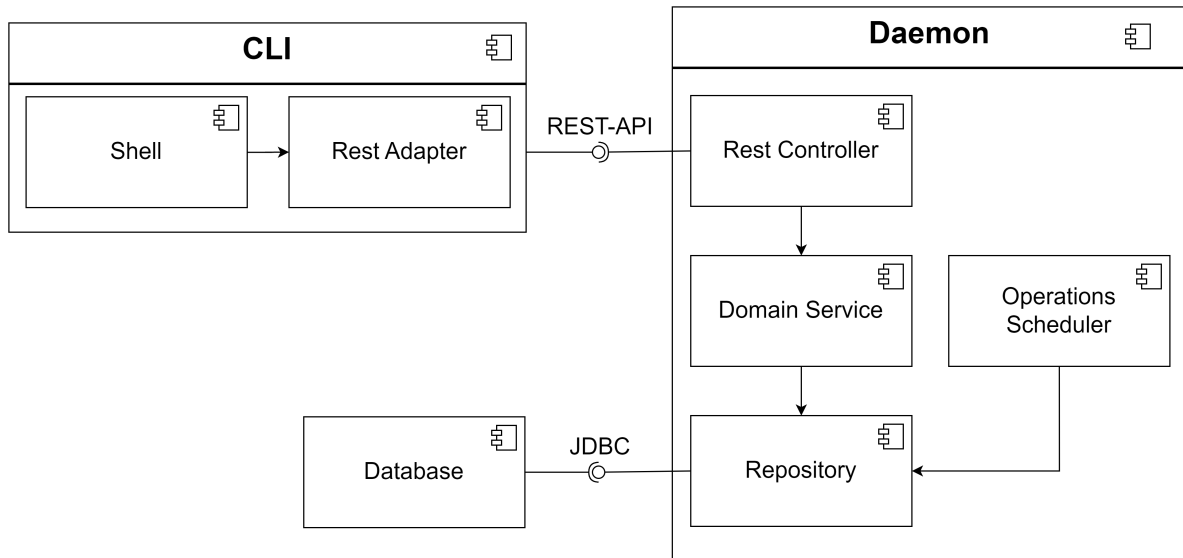 CLI
Daemon
Shell
Rest Adapter
REST-API
Rest Controller
Domain Service
Operations
Scheduler
Database
JDBC
Repository